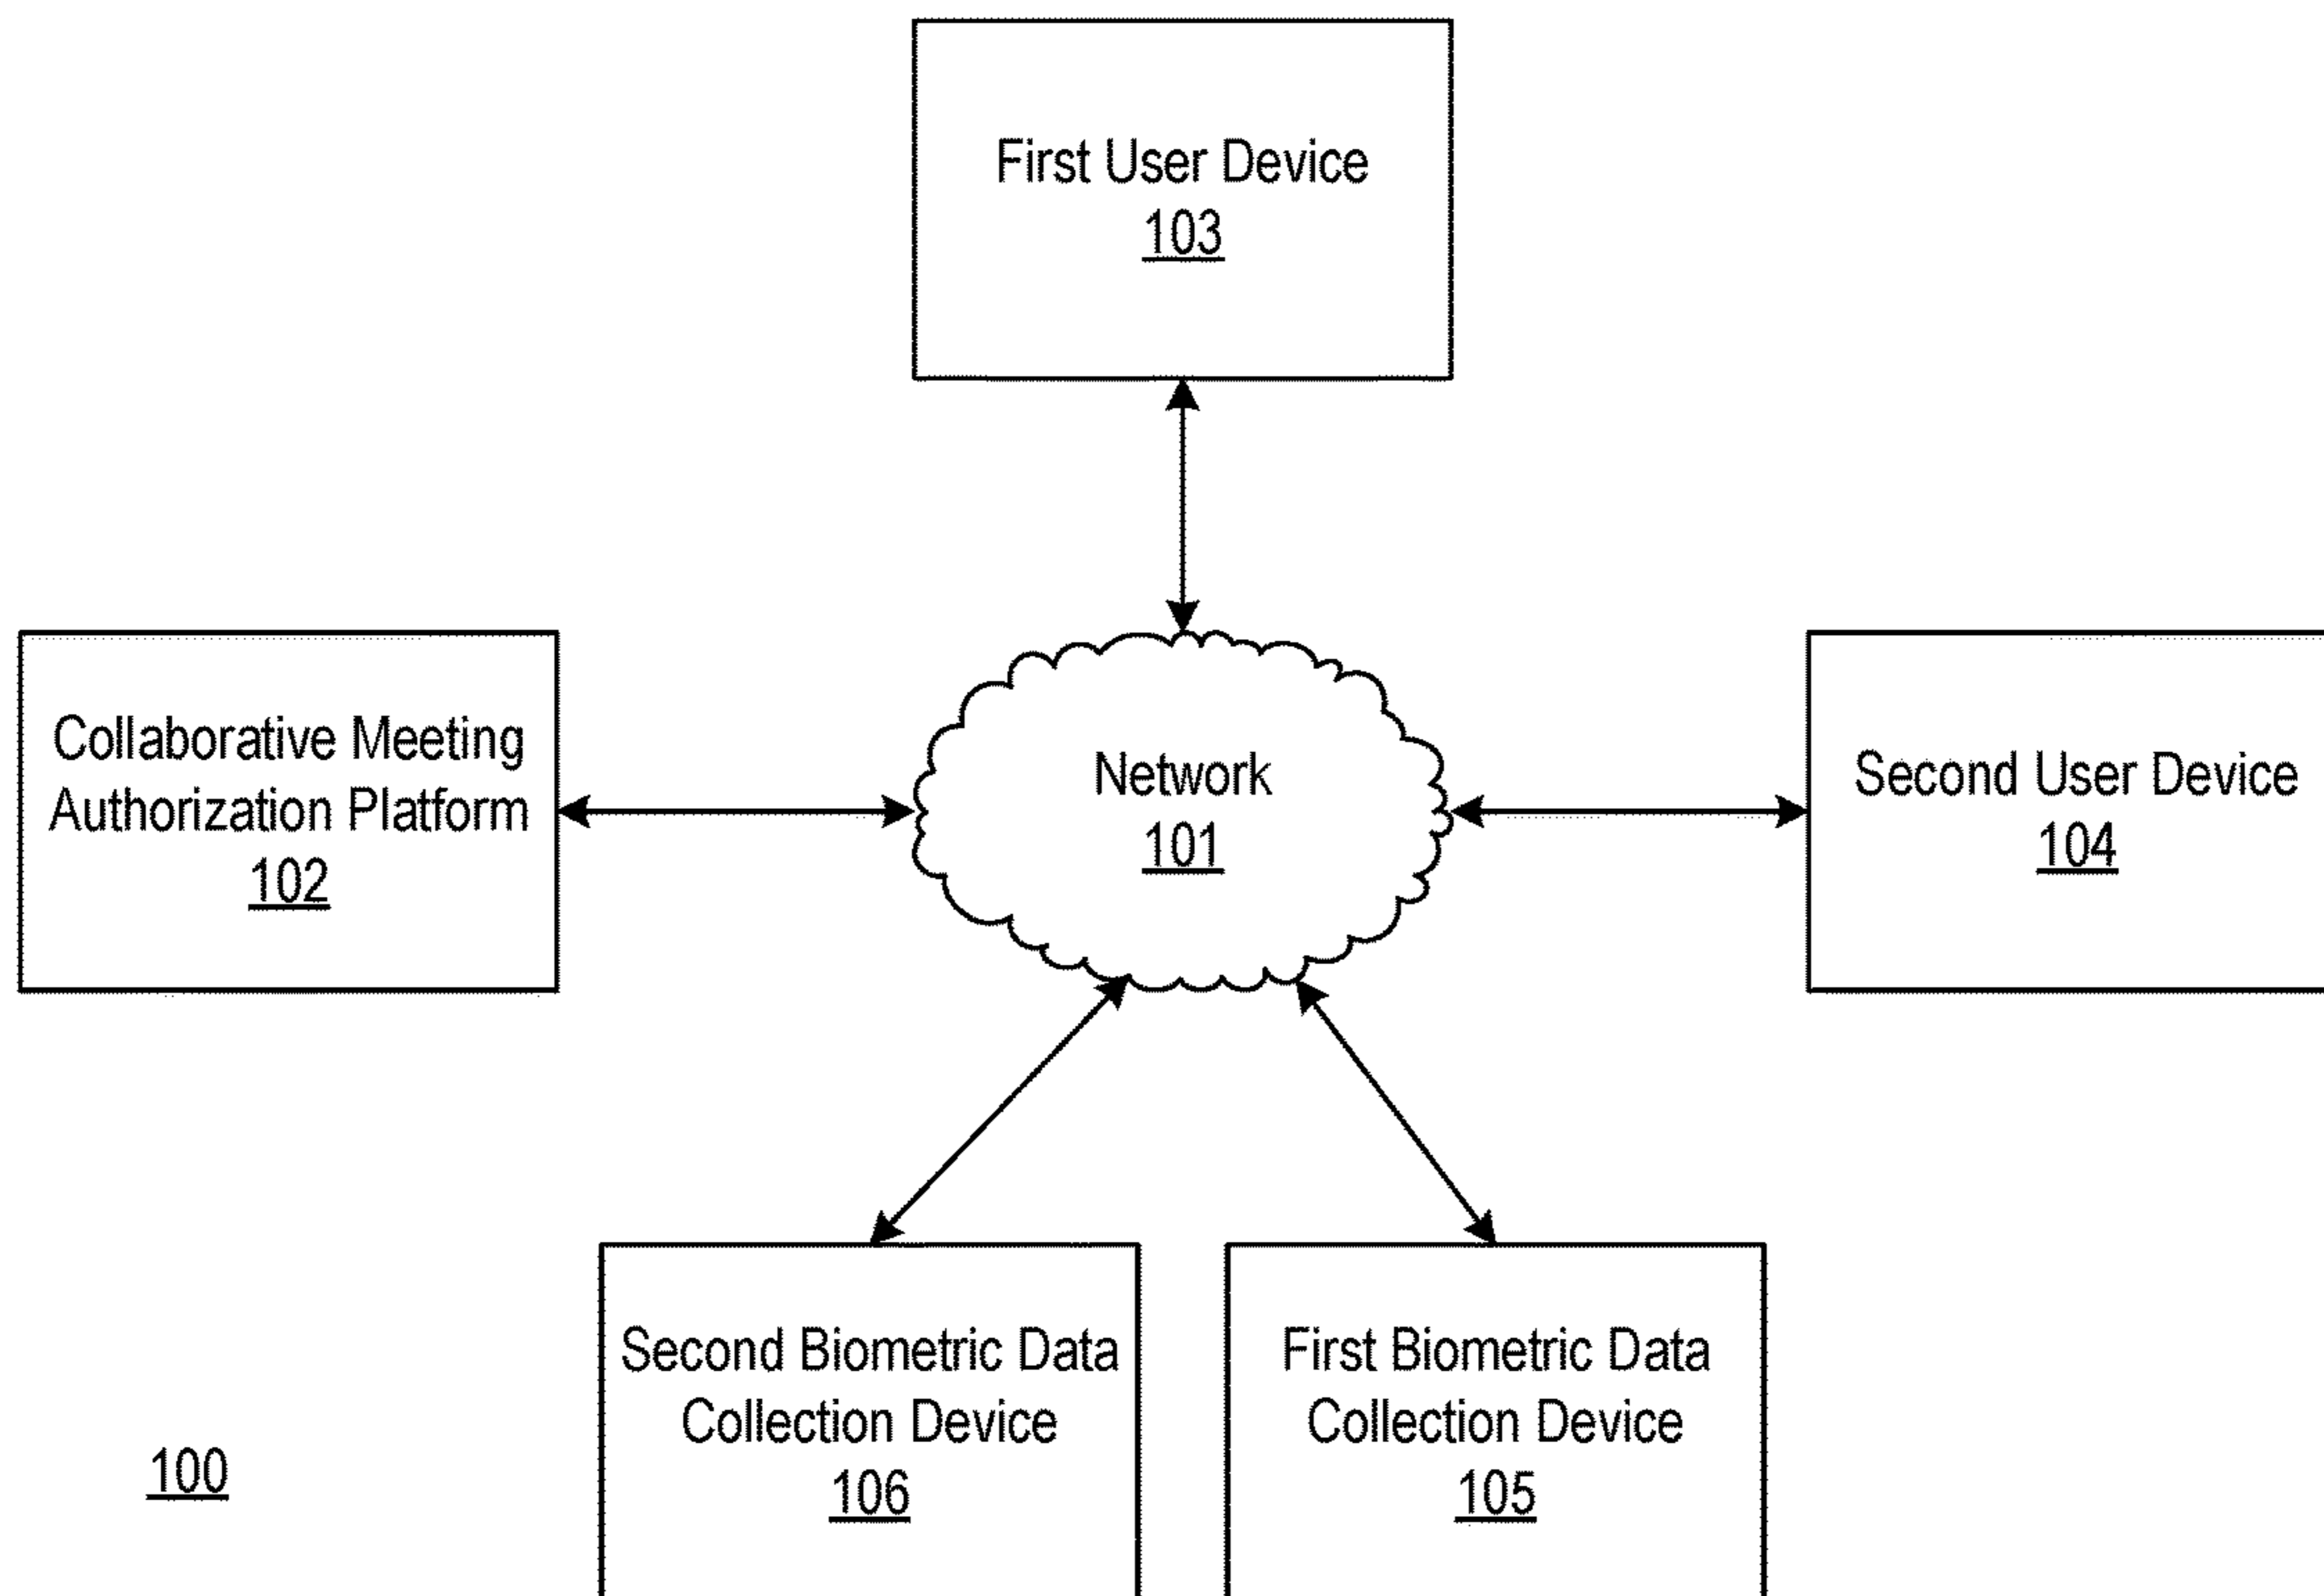 First User Device
103
Collaborative Meeting
Authorization Platform
102
Network
101
Second User Device
104
Second Biometric Data
Collection Device
106
First Biometric Data
Collection Device
105
100